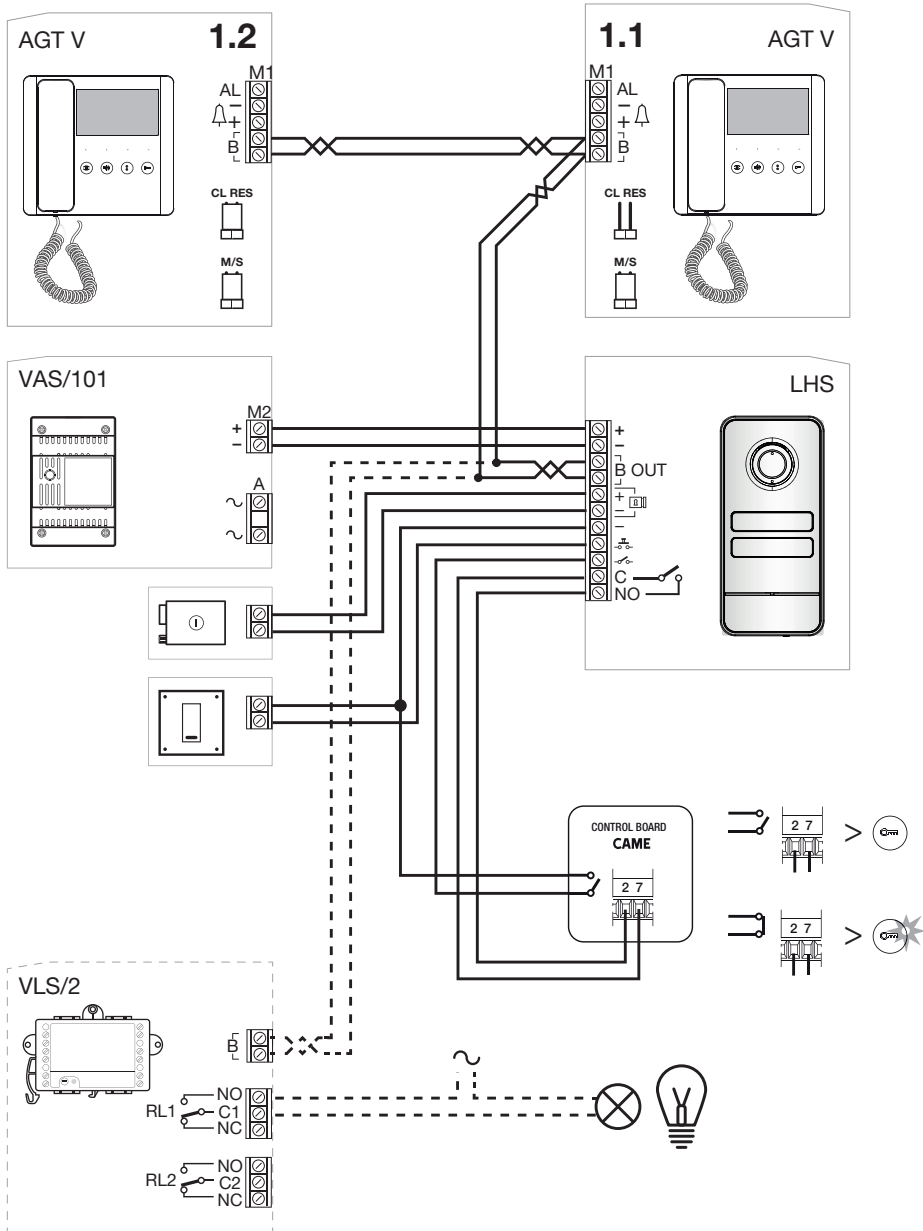 AGT V
1.2
M1
AL
−
+
B
CL RES
M/S
1.1
AGT V
M1
AL
−
+
B
CL RES
M/S
VAS/101
M2
+
−
A
LHS
+
−
B OUT
+
−
−
C
NO
CONTROL BOARD
CAME
2 7
2 7
>
2 7
>
VLS/2
B
NO
RL1
C1
NC
NO
RL2
C2
NC